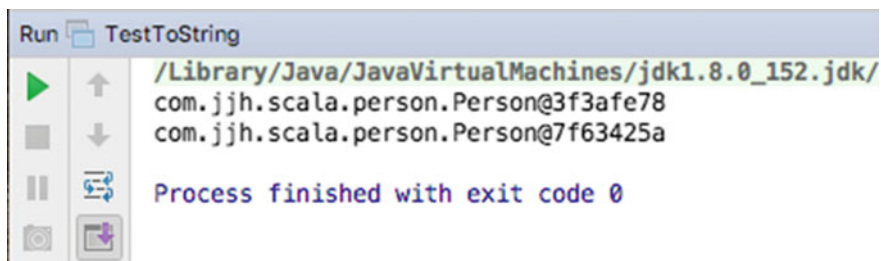 Run TestToString
/Library/Java/JavaVirtualMachines/jdk1.8.0_152.jdk/
com.jjh.scala.person.Person@3f3afe78
com.jjh.scala.person.Person@7f63425a
Process finished with exit code 0